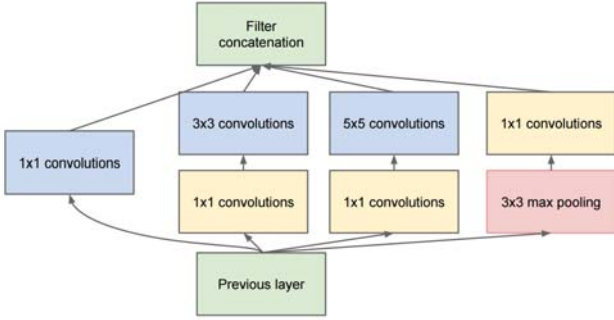 Filter
concatenation
3x3 convolutions
5x5 convolutions
1x1 convolutions
1x1 convolutions
1x1 convolutions
1x1 convolutions
3x3 max pooling
Previous layer